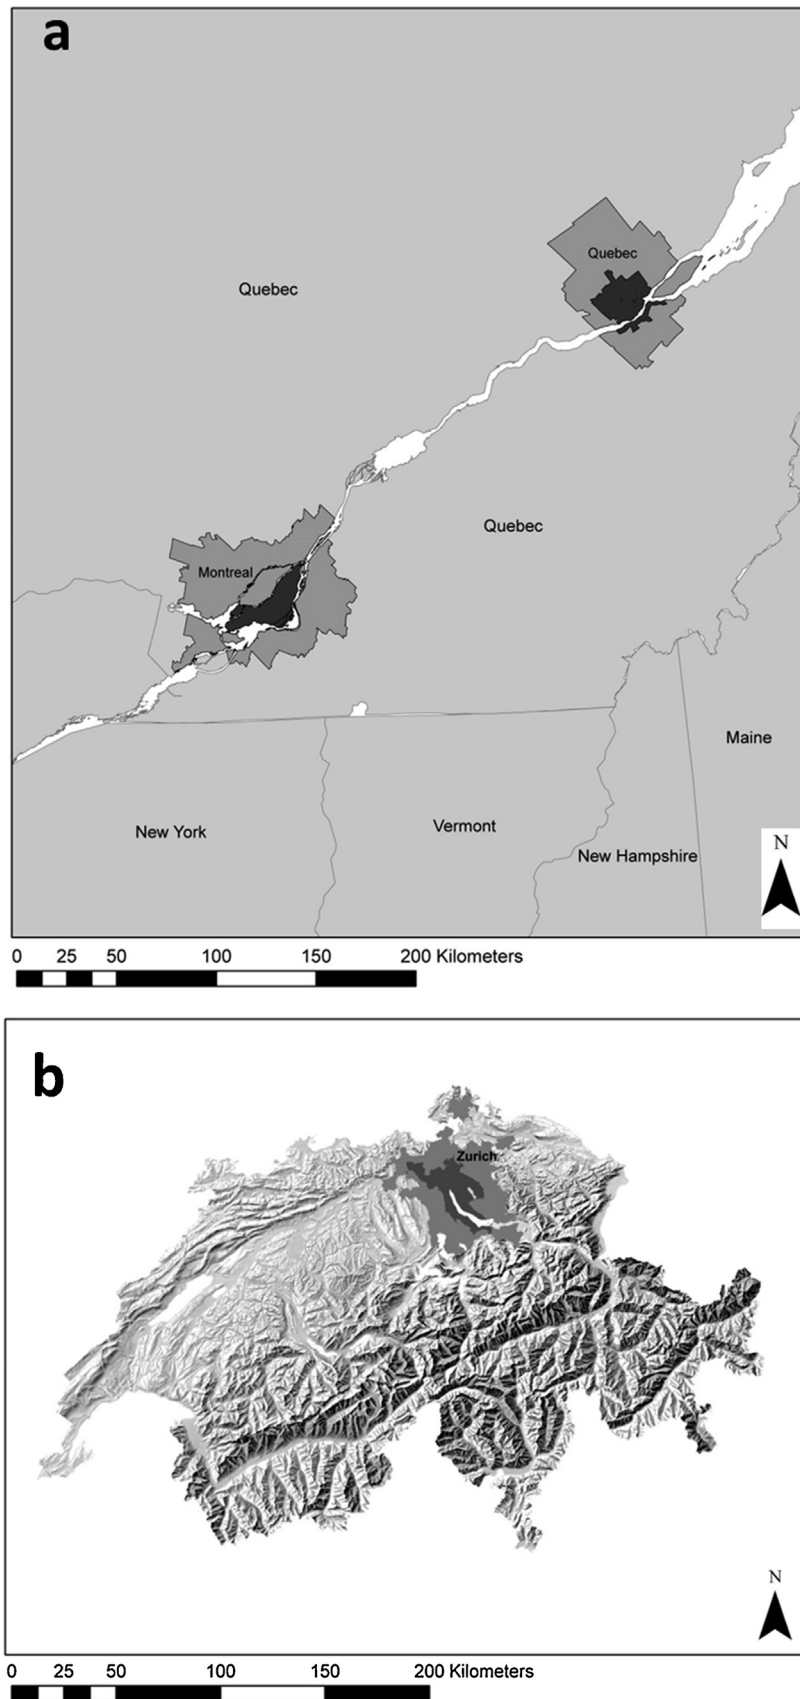 a
Quebec
Quebec
Quebec
Montreal
Maine
New York
Vermont
New Hampshire
N
0 25 50 100 150 200 Kilometers
b
Zurich
N
0 25 50 100 150 200 Kilometers